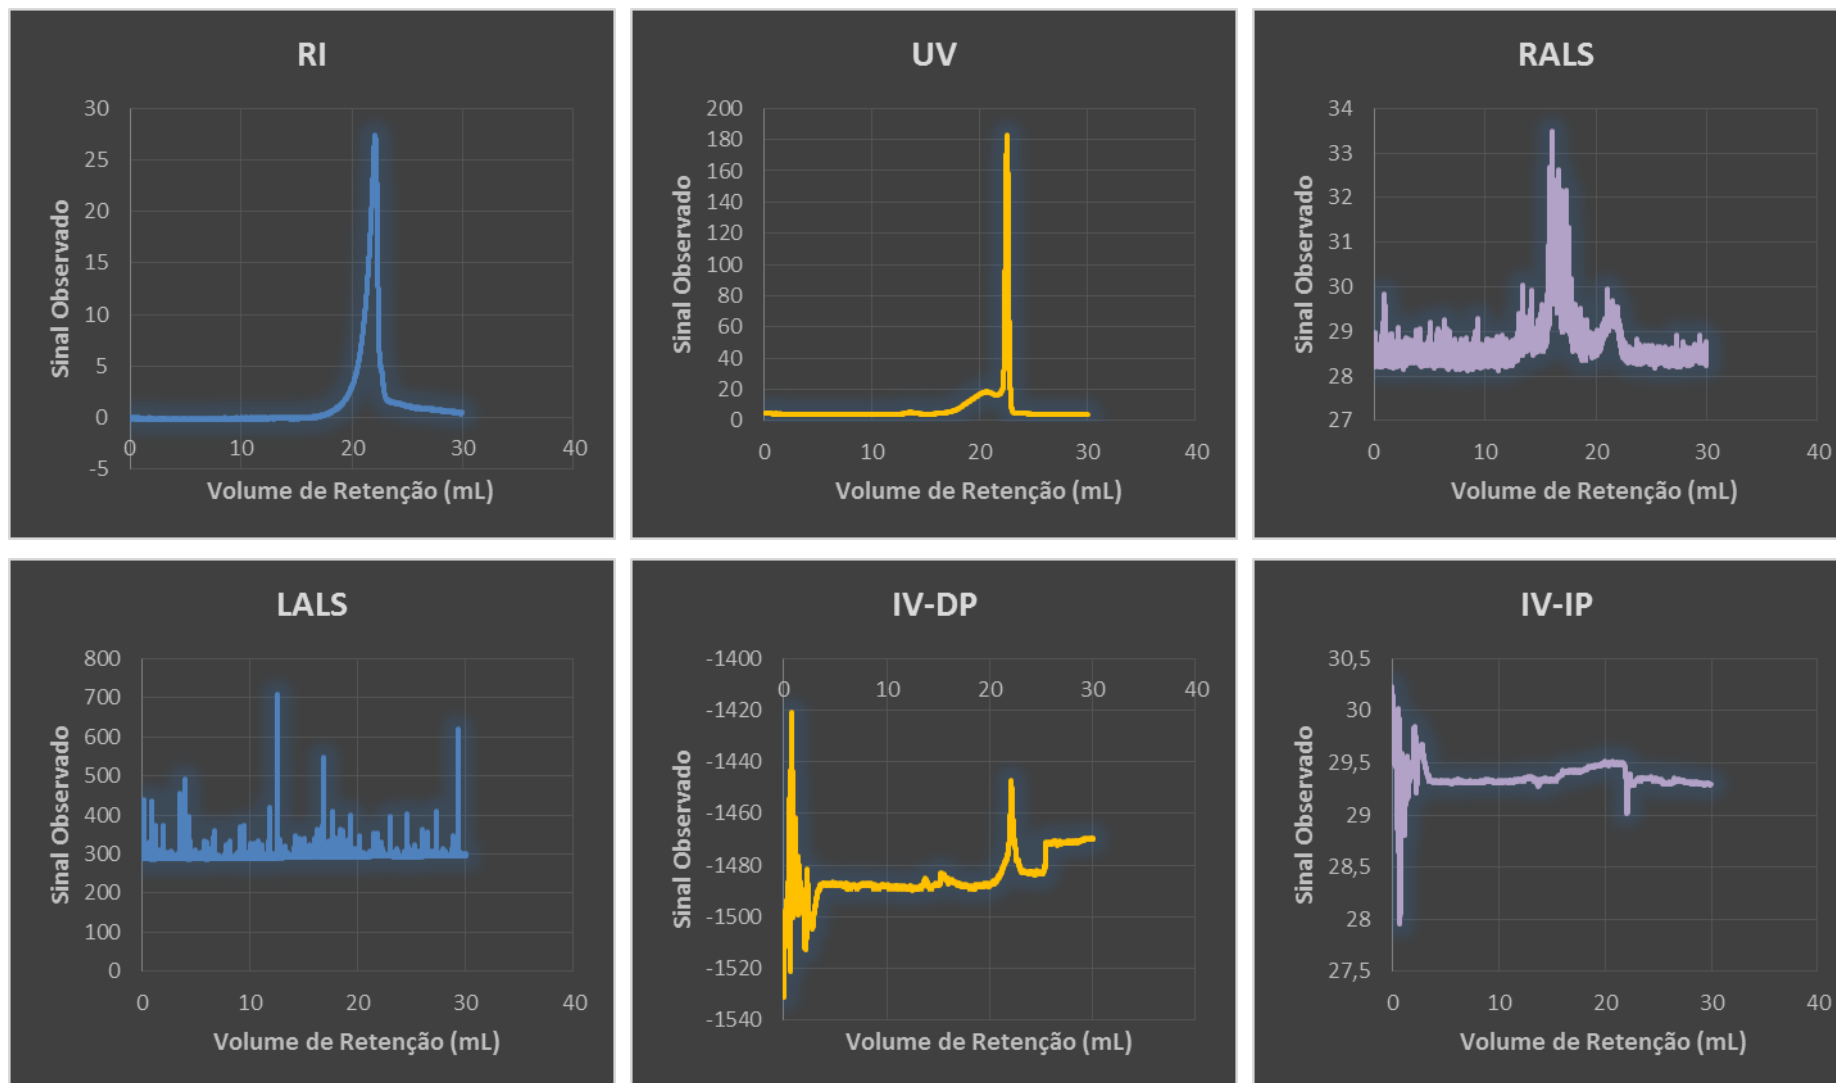 RI
30
25
20
15
10
5
0
-5
0 10 20 30 40
Sinal Observado
Volume de Retenção (mL)
UV
200
180
160
140
120
100
80
60
40
20
0
0 10 20 30 40
Sinal Observado
Volume de Retenção (mL)
RALS
34
33
32
31
30
29
28
27
0 10 20 30 40
Sinal Observado
Volume de Retenção (mL)
LALS
800
700
600
500
400
300
200
100
0
0 10 20 30 40
Sinal Observado
Volume de Retenção (mL)
IV-DP
-1400
-1420
-1440
-1460
-1480
-1500
-1520
-1540
0 10 20 30 40
Sinal Observado
Volume de Retenção (mL)
IV-IP
30,5
30
29,5
29
28,5
28
27,5
0 10 20 30 40
Sinal Observado
Volume de Retenção (mL)